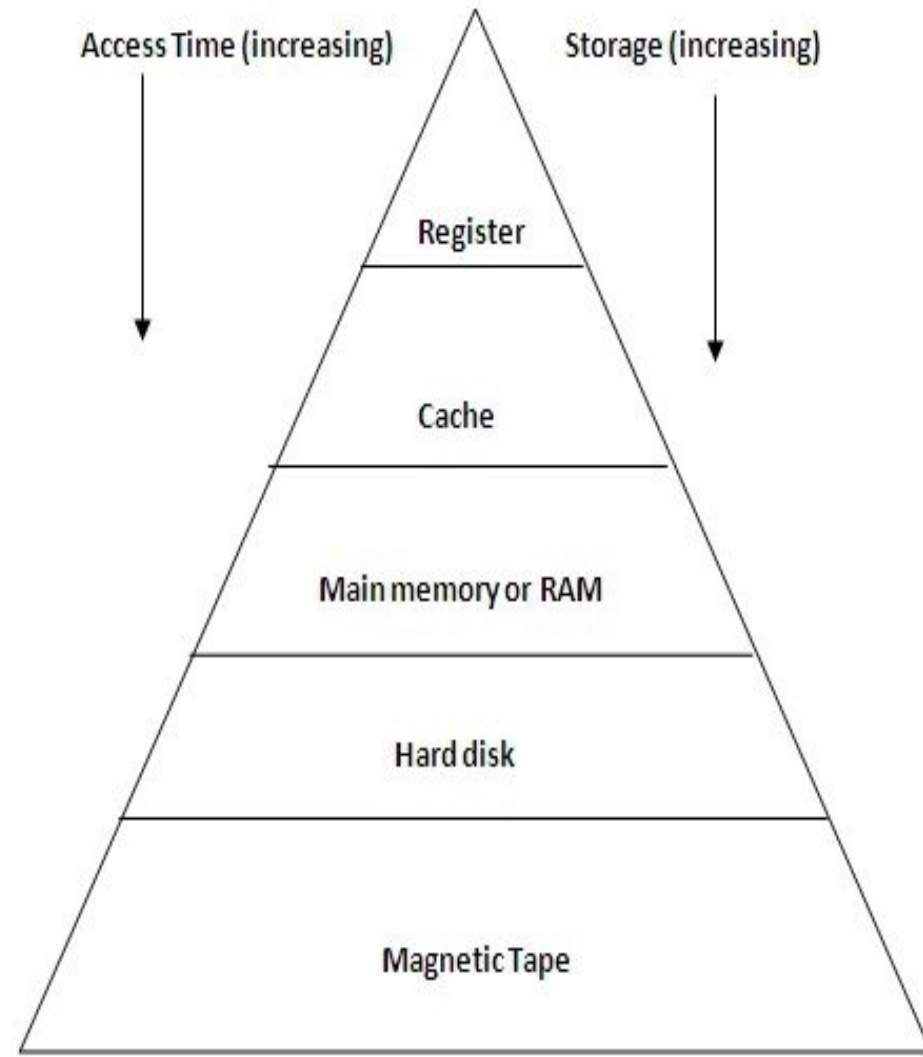 Access Time (increasing)
Storage (increasing)
Register
Cache
Main memory or RAM
Hard disk
Magnetic Tape